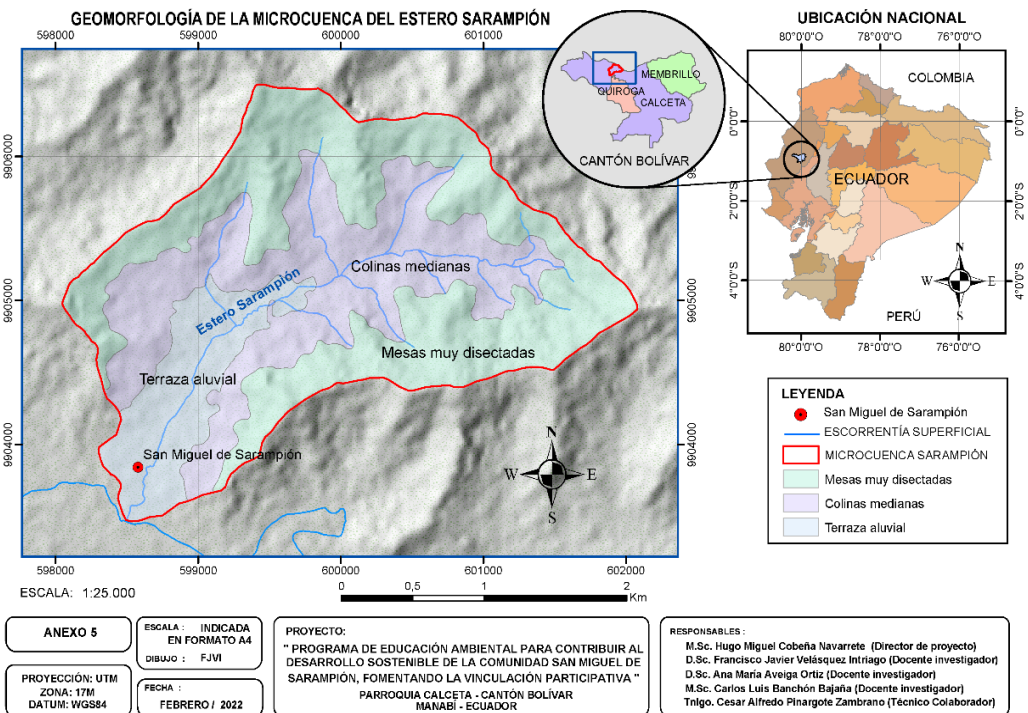 GEOMORFOLOGÍA DE LA MICROCUENCA DEL ESTERO SARAMPIÓN
598000
599000
600000
601000
9906000
9905000
9904000
Colinas medianas
Estero Sarampión
Mesas muy disectadas
Terraza aluvial
San Miguel de Sarampión
N
W
E
S
9906000
9905000
9904000
598000
599000
600000
601000
602000
MEMBRILLO
QUIROGA
CALCETA
CANTÓN BOLÍVAR
UBICACIÓN NACIONAL
80°0'0"O
78°0'0"O
76°0'0"O
COLOMBIA
0°0'0"
2°0'0"S
4°0'0"S
ECUADOR
PERÚ
N
W
E
S
0°0'0"
2°0'0"S
4°0'0"S
80°0'0"O
78°0'0"O
76°0'0"O
LEYENDA
San Miguel de Sarampión
ESCORRENTÍA SUPERFICIAL
MICROCUENCA SARAMPIÓN
Mesas muy disectadas
Colinas medianas
Terraza aluvial
ESCALA: 1:25.000
0
0,5
1
2
Km
ANEXO 5
PROYECCIÓN: UTM
ZONA: 17M
DATUM: WGS84
ESCALA : INDICADA
EN FORMATO A4
DIBUJO : FJVI
FECHA :
FEBRERO / 2022
PROYECTO:
" PROGRAMA DE EDUCACIÓN AMBIENTAL PARA CONTRIBUIR AL
DESARROLLO SOSTENIBLE DE LA COMUNIDAD SAN MIGUEL DE
SARAMPIÓN, FOMENTANDO LA VINCULACIÓN PARTICIPATIVA "
PARROQUIA CALCETA - CANTÓN BOLÍVAR
MANABÍ - ECUADOR
RESPONSABLES :
M.Sc. Hugo Miguel Cobeña Navarrete (Director de proyecto)
D.Sc. Francisco Javier Velásquez Intriago (Docente investigador)
D.Sc. Ana María Aveiga Ortiz (Docente investigador)
M.Sc. Carlos Luis Banchón Bajaña (Docente investigador)
Tnlgo. Cesar Alfredo Pinargote Zambrano (Técnico Colaborador)